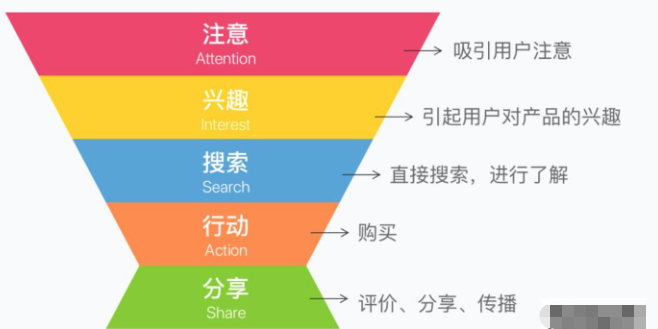 注意
Attention
吸引用户注意
兴趣
Interest
引起用户对产品的兴趣
搜索
Search
直接搜索，进行了解
行动
Action
购买
分享
Share
评价、分享、传播